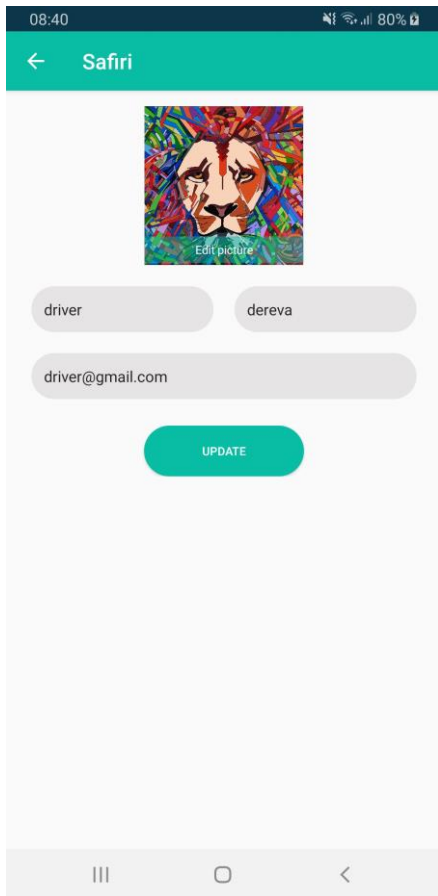 08:40 80%
Safiri
Edit picture
driver dereva
driver@gmail.com
UPDATE